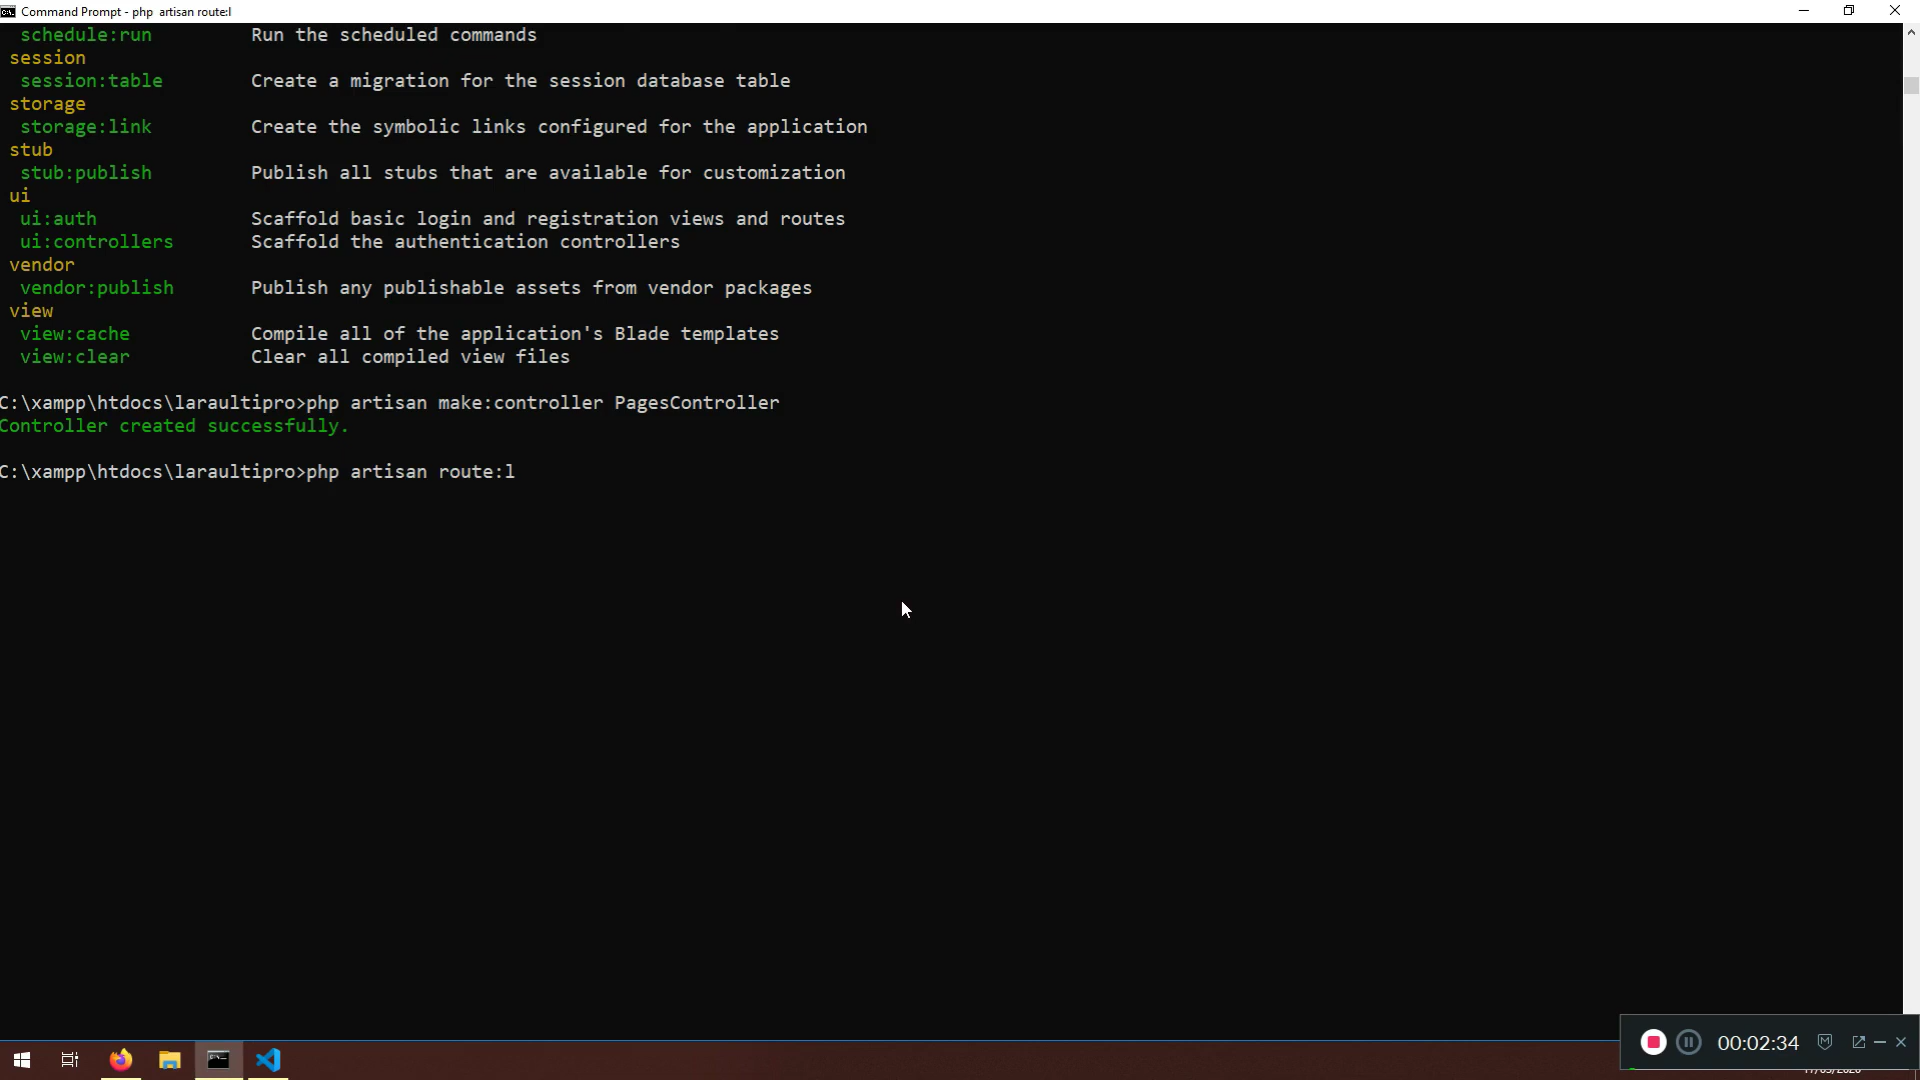 Command Prompt - php  artisan route:l
schedule:run         Run the scheduled commands
session
session:table        Create a migration for the session database table
storage
storage:link         Create the symbolic links configured for the application
stub
stub:publish         Publish all stubs that are available for customization
ui
ui:auth              Scaffold basic login and registration views and routes
ui:controllers       Scaffold the authentication controllers
vendor
vendor:publish       Publish any publishable assets from vendor packages
view
view:cache           Compile all of the application's Blade templates
view:clear           Clear all compiled view files
C:\xampp\htdocs\laraultipro>php artisan make:controller PagesController
Controller created successfully.
C:\xampp\htdocs\laraultipro>php artisan route:l
00:02:34